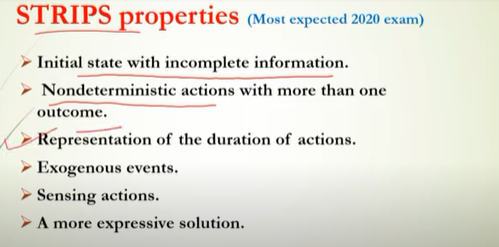 STRIPS properties (Most expected 2020 exam)
Initial state with incomplete information.
Nondeterministic actions with more than one
outcome.
Representation of the duration of actions.
Exogenous events.
Sensing actions.
A more expressive solution.